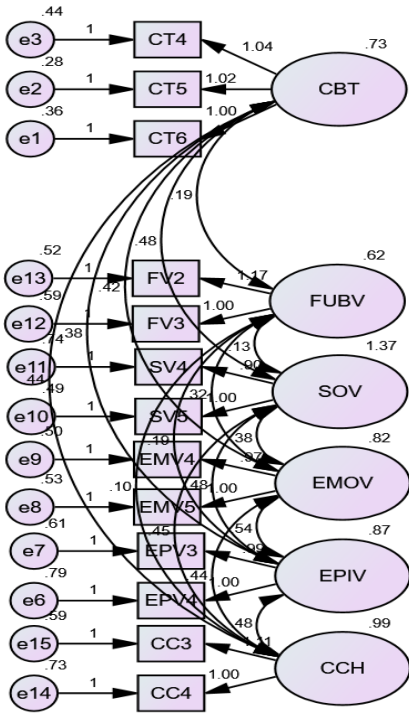 .44
e3 1 CT4 1.04 .73
.28
e2 1 CT5 1.02 CBT
.36
e1 1 CT6 1.00
.19
.48
.52 .42 .62
e13 1 FV2 1.17
.59 FUBV
e12 1 FV3 1.00
.74 .38 .13 1.37
e11 1 SV4 .90
.44 SOV
.49 .32
e10 1 SV5 1.00
.50 .19 .38 .82
e9 1 EMV4 .97
.53 .10 .48 EMOV
e8 1 EMV5 1.00
.61 .45 .54 .87
e7 1 EPV3 .99
.79 .44 EPIV
e6 1 EPV4 1.00
.59 .48 .99
e15 1 CC3 1.11
.73 CCH
e14 1 CC4 1.00